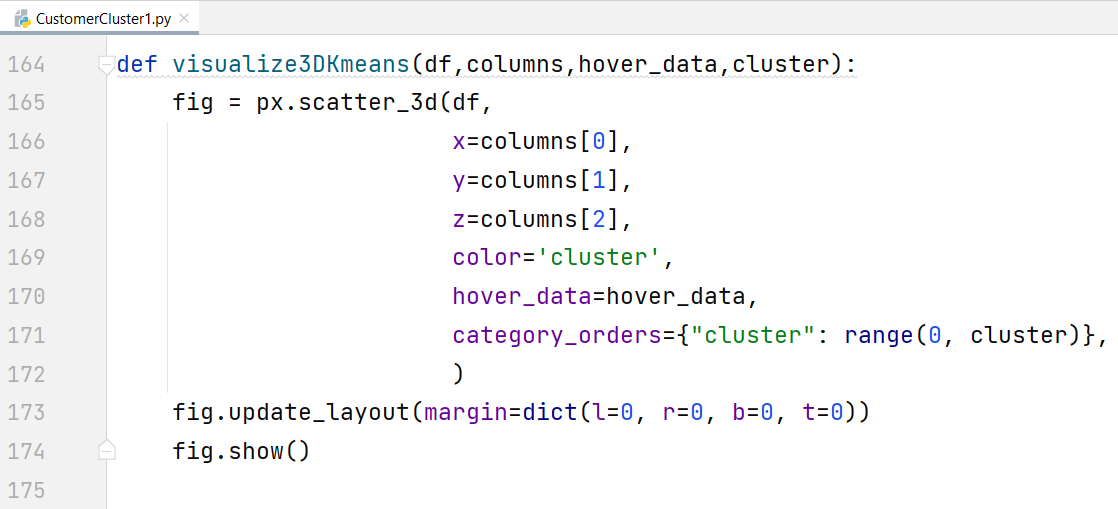 CustomerCluster1.py
164 def visualize3DKmeans(df,columns,hover_data,cluster):
165     fig = px.scatter_3d(df,
166                         x=columns[0],
167                         y=columns[1],
168                         z=columns[2],
169                         color='cluster',
170                         hover_data=hover_data,
171                         category_orders={"cluster": range(0, cluster)},
172                         )
173     fig.update_layout(margin=dict(l=0, r=0, b=0, t=0))
174     fig.show()
175